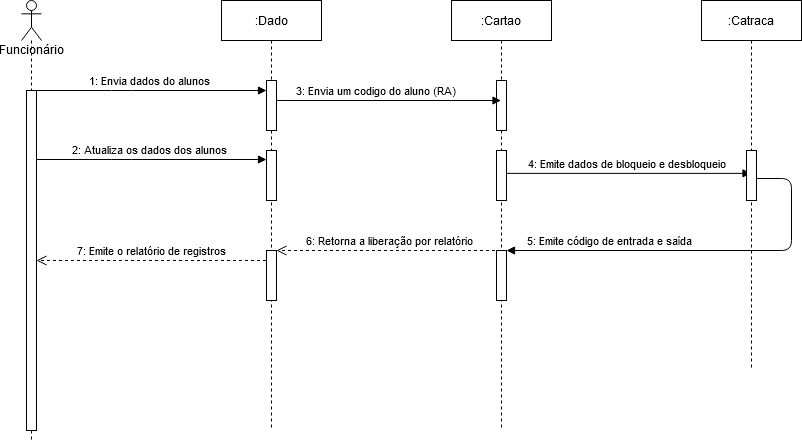 :Dado
:Cartao
:Catraca
Funcionário
1: Envia dados do alunos
3: Envia um codigo do aluno (RA)
2: Atualiza os dados dos alunos
4: Emite dados de bloqueio e desbloqueio
6: Retorna a liberação por relatório
5: Emite código de entrada e saída
7: Emite o relatório de registros